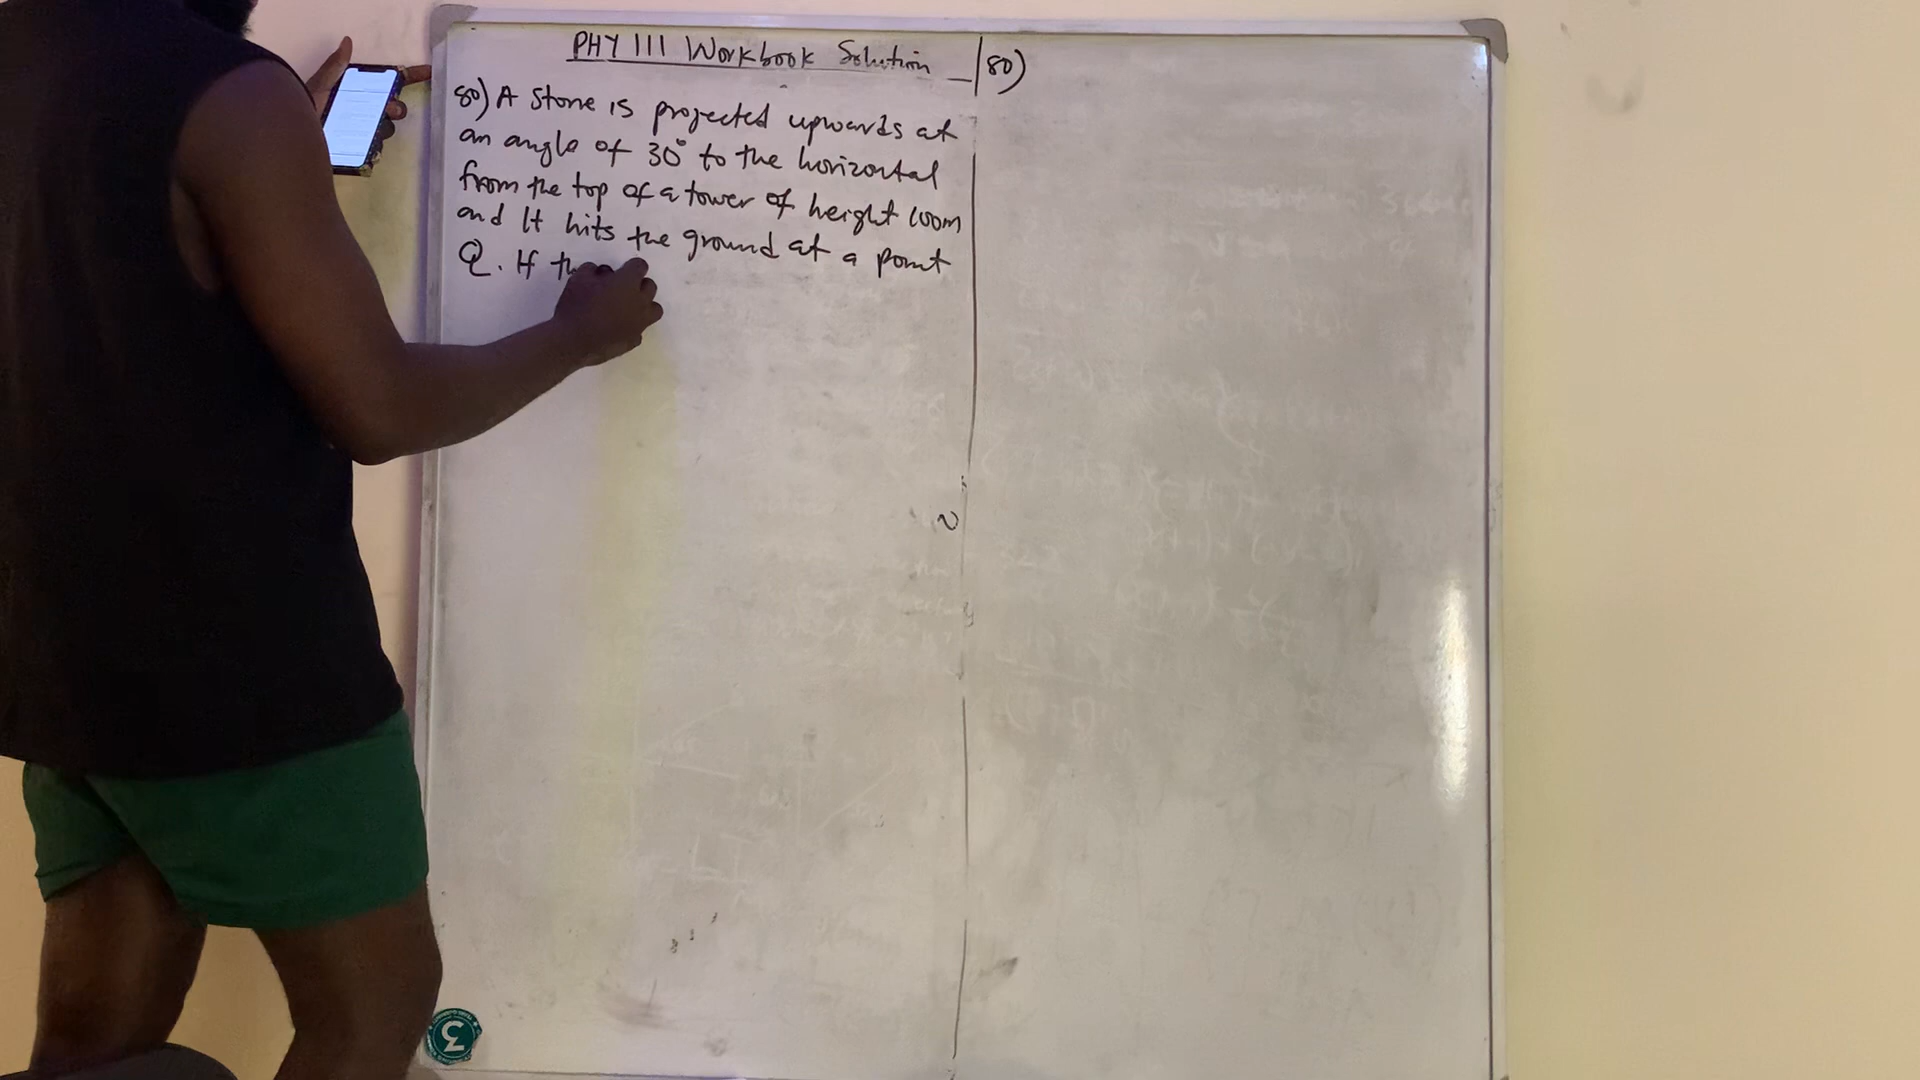 PHY 111 Workbook Solution
80)
80) A stone is projected upwards at
an angle of 30° to the horizontal
from the top of a tower of height 100m
and It hits the ground at a point
Q. If